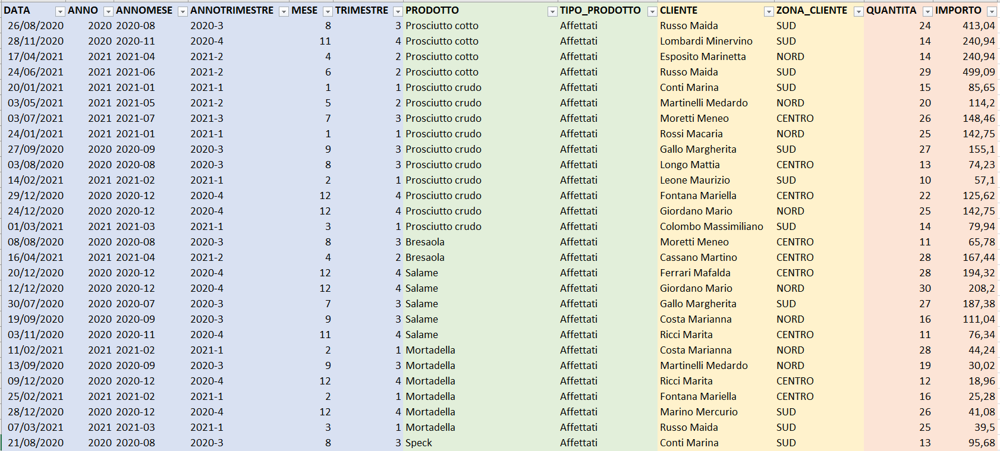 DATA ANNO ANNOMESE ANNOTRIMESTRE MESE TRIMESTRE PRODOTTO TIPO_PRODOTTO CLIENTE ZONA_CLIENTE QUANTITA IMPORTO
26/08/2020 2020 2020-08 2020-3 8 3 Prosciutto cotto Affettati Russo Maida SUD 24 413,04
28/11/2020 2020 2020-11 2020-4 11 4 Prosciutto cotto Affettati Lombardi Minervino SUD 14 240,94
17/04/2021 2021 2021-04 2021-2 4 2 Prosciutto cotto Affettati Esposito Marinetta NORD 14 240,94
24/06/2021 2021 2021-06 2021-2 6 2 Prosciutto cotto Affettati Russo Maida SUD 29 499,09
20/01/2021 2021 2021-01 2021-1 1 1 Prosciutto crudo Affettati Conti Marina SUD 15 85,65
03/05/2021 2021 2021-05 2021-2 5 2 Prosciutto crudo Affettati Martinelli Medardo NORD 20 114,2
03/07/2021 2021 2021-07 2021-3 7 3 Prosciutto crudo Affettati Moretti Meneo CENTRO 26 148,46
24/01/2021 2021 2021-01 2021-1 1 1 Prosciutto crudo Affettati Rossi Macaria NORD 25 142,75
27/09/2020 2020 2020-09 2020-3 9 3 Prosciutto crudo Affettati Gallo Margherita SUD 27 155,1
03/08/2020 2020 2020-08 2020-3 8 3 Prosciutto crudo Affettati Longo Mattia CENTRO 13 74,23
14/02/2021 2021 2021-02 2021-1 2 1 Prosciutto crudo Affettati Leone Maurizio SUD 10 57,1
29/12/2020 2020 2020-12 2020-4 12 4 Prosciutto crudo Affettati Fontana Mariella CENTRO 22 125,62
24/12/2020 2020 2020-12 2020-4 12 4 Prosciutto crudo Affettati Giordano Mario NORD 25 142,75
01/03/2021 2021 2021-03 2021-1 3 1 Prosciutto crudo Affettati Colombo Massimiliano SUD 14 79,94
08/08/2020 2020 2020-08 2020-3 8 3 Bresaola Affettati Moretti Meneo CENTRO 11 65,78
16/04/2021 2021 2021-04 2021-2 4 2 Bresaola Affettati Cassano Martino CENTRO 28 167,44
20/12/2020 2020 2020-12 2020-4 12 4 Salame Affettati Ferrari Mafalda CENTRO 28 194,32
12/12/2020 2020 2020-12 2020-4 12 4 Salame Affettati Giordano Mario NORD 30 208,2
30/07/2020 2020 2020-07 2020-3 7 3 Salame Affettati Gallo Margherita SUD 27 187,38
19/09/2020 2020 2020-09 2020-3 9 3 Salame Affettati Costa Marianna NORD 16 111,04
03/11/2020 2020 2020-11 2020-4 11 4 Salame Affettati Ricci Marita CENTRO 11 76,34
11/02/2021 2021 2021-02 2021-1 2 1 Mortadella Affettati Costa Marianna NORD 28 44,24
13/09/2020 2020 2020-09 2020-3 9 3 Mortadella Affettati Martinelli Medardo NORD 19 30,02
09/12/2020 2020 2020-12 2020-4 12 4 Mortadella Affettati Ricci Marita CENTRO 12 18,96
25/02/2021 2021 2021-02 2021-1 2 1 Mortadella Affettati Fontana Mariella CENTRO 16 25,28
28/12/2020 2020 2020-12 2020-4 12 4 Mortadella Affettati Marino Mercurio SUD 26 41,08
07/03/2021 2021 2021-03 2021-1 3 1 Mortadella Affettati Russo Maida SUD 25 39,5
21/08/2020 2020 2020-08 2020-3 8 3 Speck Affettati Conti Marina SUD 13 95,68